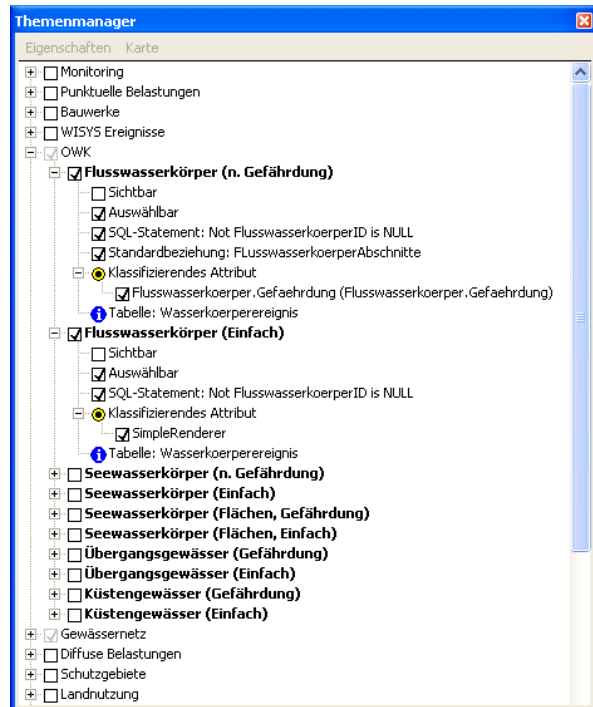 Themenmanager
Eigenschaften Karte
Monitoring
Punktuelle Belastungen
Bauwerke
WISYS Ereignisse
OWK
Flusswasserkörper (n. Gefährdung)
Sichtbar
Auswählbar
SQL-Statement: Not FlusswasserkoerperID is NULL
Standardbeziehung: FLusswasserkoerperAbschnitte
Klassifizierendes Attribut
Flusswasserkoerper.Gefaehrdung (Flusswasserkoerper.Gefaehrdung)
Tabelle: Wasserkoerperereignis
Flusswasserkörper (Einfach)
Sichtbar
Auswählbar
SQL-Statement: Not FlusswasserkoerperID is NULL
Klassifizierendes Attribut
SimpleRenderer
Tabelle: Wasserkoerperereignis
Seewasserkörper (n. Gefährdung)
Seewasserkörper (Einfach)
Seewasserkörper (Flächen, Gefährdung)
Seewasserkörper (Flächen, Einfach)
Übergangsgewässer (Gefährdung)
Übergangsgewässer (Einfach)
Küstengewässer (Gefährdung)
Küstengewässer (Einfach)
Gewässernetz
Diffuse Belastungen
Schutzgebiete
Landnutzung